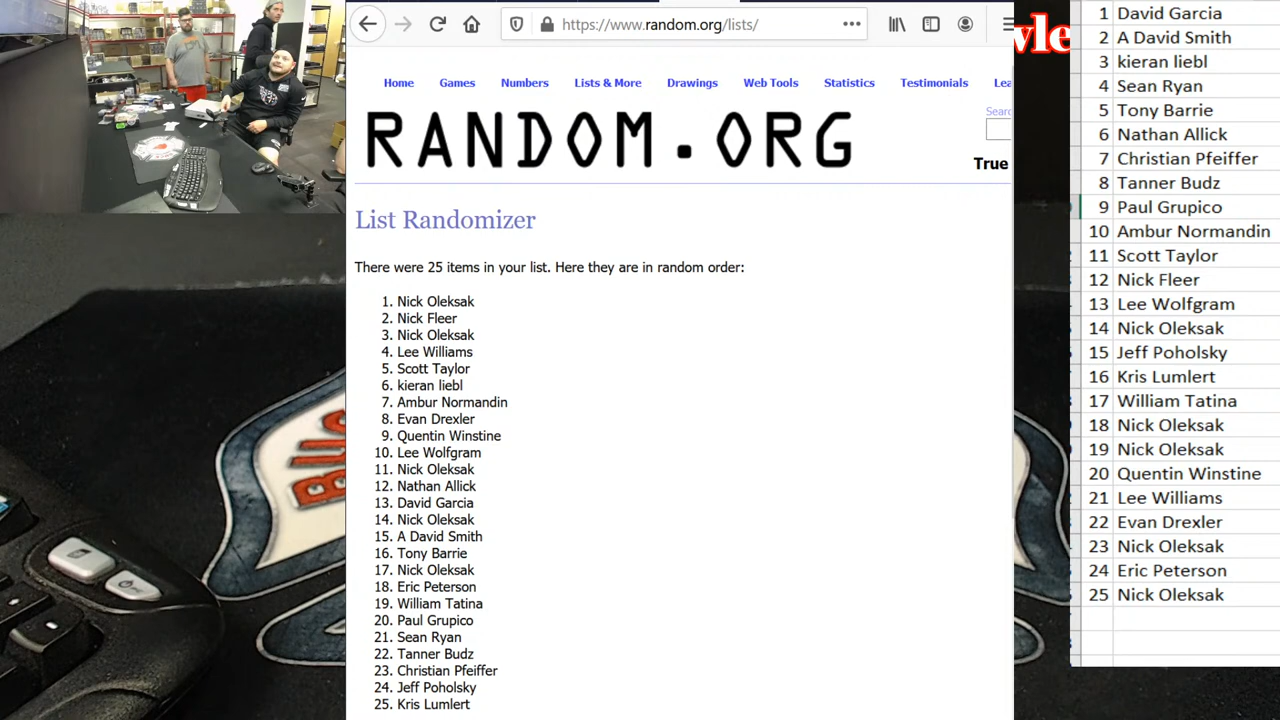 https://www.random.org/lists/
Home Games Numbers Lists & More Drawings Web Tools Statistics Testimonials
RANDOM.ORG
True
List Randomizer
There were 25 items in your list. Here they are in random order:
1. Nick Oleksak
2. Nick Fleer
3. Nick Oleksak
4. Lee Williams
5. Scott Taylor
6. kieran liebl
7. Ambur Normandin
8. Evan Drexler
9. Quentin Winstine
10. Lee Wolfgram
11. Nick Oleksak
12. Nathan Allick
13. David Garcia
14. Nick Oleksak
15. A David Smith
16. Tony Barrie
17. Nick Oleksak
18. Eric Peterson
19. William Tatina
20. Paul Grupico
21. Sean Ryan
22. Tanner Budz
23. Christian Pfeiffer
24. Jeff Poholsky
25. Kris Lumlert
1 David Garcia
2 A David Smith
3 kieran liebl
4 Sean Ryan
5 Tony Barrie
6 Nathan Allick
7 Christian Pfeiffer
8 Tanner Budz
9 Paul Grupico
10 Ambur Normandin
11 Scott Taylor
12 Nick Fleer
13 Lee Wolfgram
14 Nick Oleksak
15 Jeff Poholsky
16 Kris Lumlert
17 William Tatina
18 Nick Oleksak
19 Nick Oleksak
20 Quentin Winstine
21 Lee Williams
22 Evan Drexler
23 Nick Oleksak
24 Eric Peterson
25 Nick Oleksak